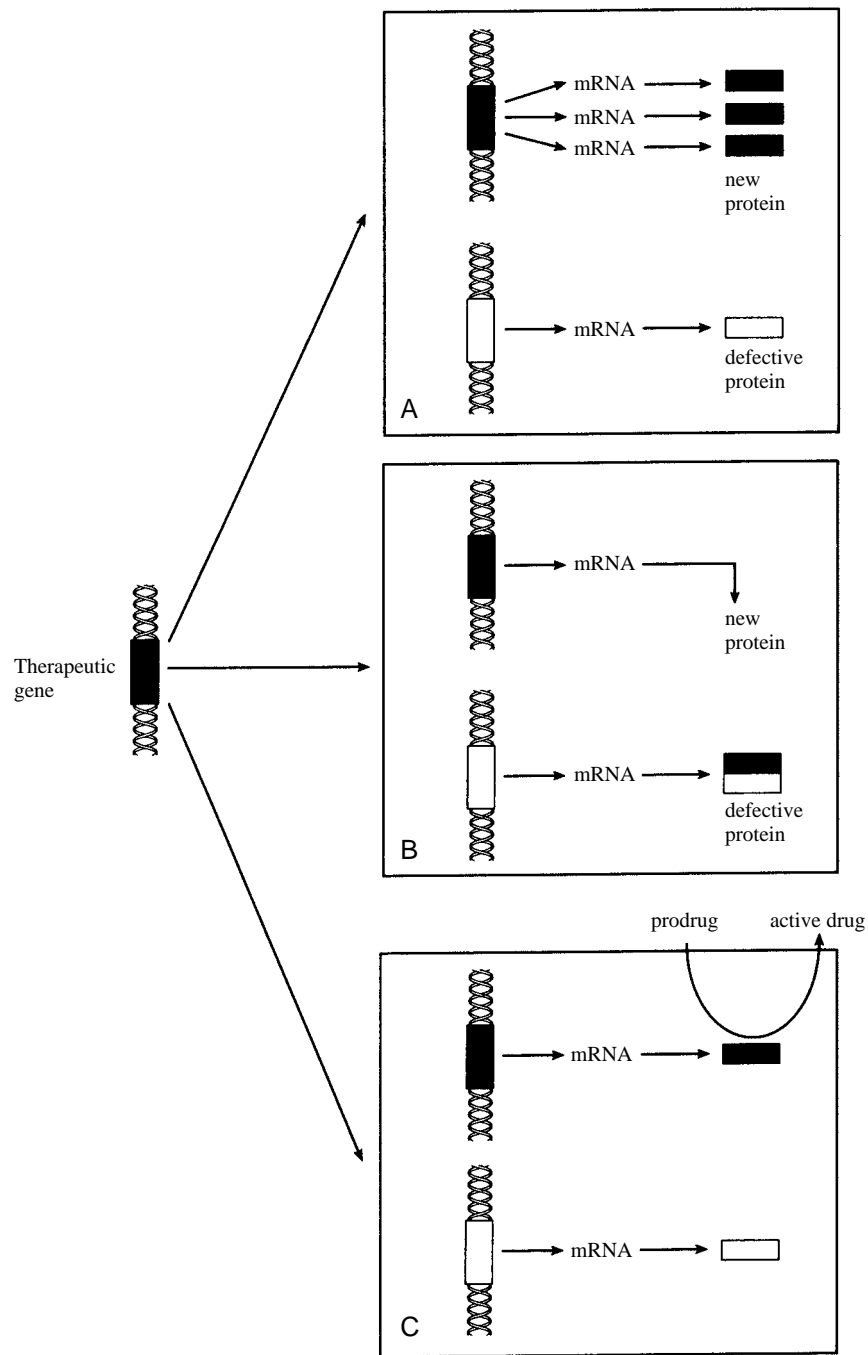 mRNA
mRNA
mRNA
new
protein
mRNA
defective
protein
A
mRNA
new
protein
Therapeutic
gene
mRNA
defective
protein
B
prodrug active drug
mRNA
mRNA
C